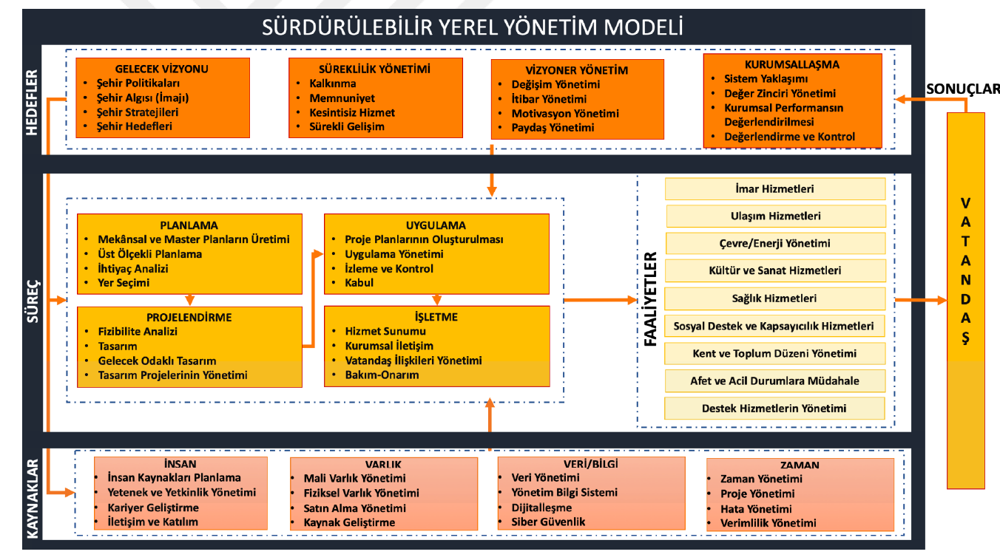 SÜRDÜRÜLEBİLİR YEREL YÖNETİM MODELİ
HEDEFLER
GELECEK VİZYONU
• Şehir Politikaları
• Şehir Algısı (İmajı)
• Şehir Stratejileri
• Şehir Hedefleri
SÜREKLİLİK YÖNETİMİ
• Kalkınma
• Memnuniyet
• Kesintisiz Hizmet
• Sürekli Gelişim
VİZYONER YÖNETİM
• Değişim Yönetimi
• İtibar Yönetimi
• Motivasyon Yönetimi
• Paydaş Yönetimi
KURUMSALLAŞMA
• Sistem Yaklaşımı
• Değer Zinciri Yönetimi
• Kurumsal Performansın
Değerlendirilmesi
• Değerlendirme ve Kontrol
SONUÇLAR
SÜREÇ
PLANLAMA
• Mekânsal ve Master Planların Üretimi
• Üst Ölçekli Planlama
• İhtiyaç Analizi
• Yer Seçimi
PROJELENDİRME
• Fizibilite Analizi
• Tasarım
• Gelecek Odaklı Tasarım
• Tasarım Projelerinin Yönetimi
UYGULAMA
• Proje Planlarının Oluşturulması
• Uygulama Yönetimi
• İzleme ve Kontrol
• Kabul
İŞLETME
• Hizmet Sunumu
• Kurumsal İletişim
• Vatandaş İlişkileri Yönetimi
• Bakım-Onarım
FAALİYETLER
İmar Hizmetleri
Ulaşım Hizmetleri
Çevre/Enerji Yönetimi
Kültür ve Sanat Hizmetleri
Sağlık Hizmetleri
Sosyal Destek ve Kapsayıcılık Hizmetleri
Kent ve Toplum Düzeni Yönetimi
Afet ve Acil Durumlara Müdahale
Destek Hizmetlerin Yönetimi
V
A
T
A
N
D
A
Ş
KAYNAKLAR
İNSAN
• İnsan Kaynakları Planlama
• Yetenek ve Yetkinlik Yönetimi
• Kariyer Geliştirme
• İletişim ve Katılım
VARLIK
• Mali Varlık Yönetimi
• Fiziksel Varlık Yönetimi
• Satın Alma Yönetimi
• Kaynak Geliştirme
VERİ/BİLGİ
• Veri Yönetimi
• Yönetim Bilgi Sistemi
• Dijitalleşme
• Siber Güvenlik
ZAMAN
• Zaman Yönetimi
• Proje Yönetimi
• Hata Yönetimi
• Verimlilik Yönetimi